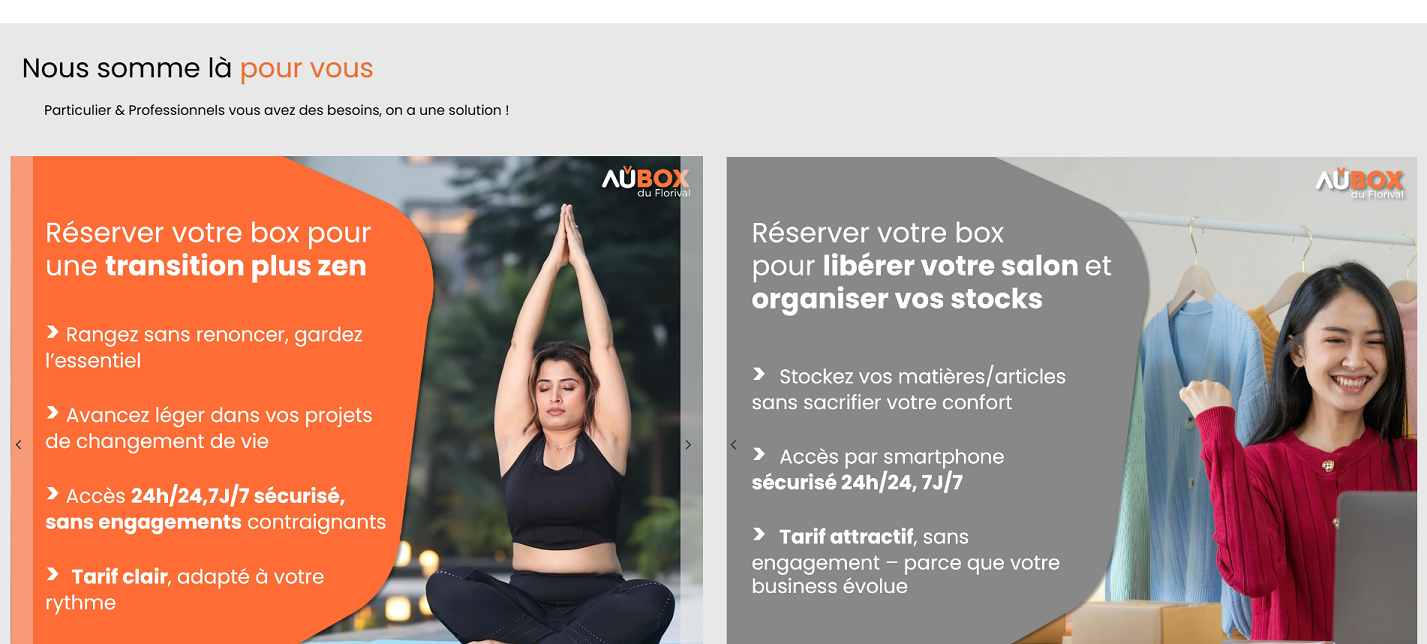 Nous somme là pour vous
Particulier & Professionnels vous avez des besoins, on a une solution !
AÜBOX
du Florival
Réserver votre box pour
une transition plus zen
› Rangez sans renoncer, gardez
l’essentiel
› Avancez léger dans vos projets
de changement de vie
› Accès 24h/24,7J/7 sécurisé,
sans engagements contraignants
› Tarif clair, adapté à votre
rythme
AÜBOX
du Florival
Réserver votre box
pour libérer votre salon et
organiser vos stocks
› Stockez vos matières/articles
sans sacrifier votre confort
› Accès par smartphone
sécurisé 24h/24, 7J/7
› Tarif attractif, sans
engagement – parce que votre
business évolue